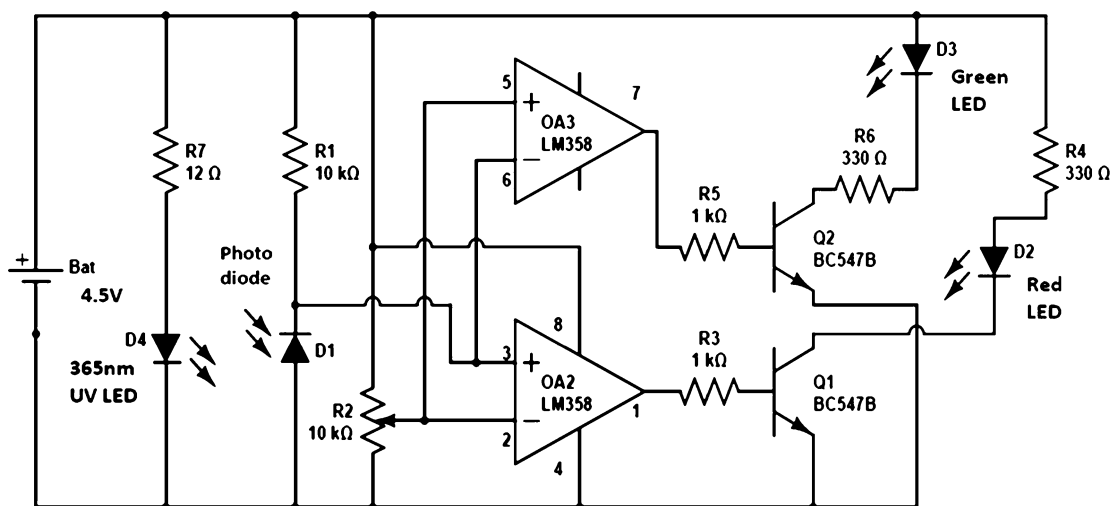 D3
Green
LED
5
7
+
OA3
LM358
−
6
R7
12 Ω
R1
10 kΩ
R6
330 Ω
R4
330 Ω
R5
1 kΩ
Q2
BC547B
D2
Red
LED
Photo
diode
+
Bat
4.5V
D4
365nm
UV LED
D1
8
3
+
OA2
LM358
1
−
2
4
R3
1 kΩ
Q1
BC547B
R2
10 kΩ